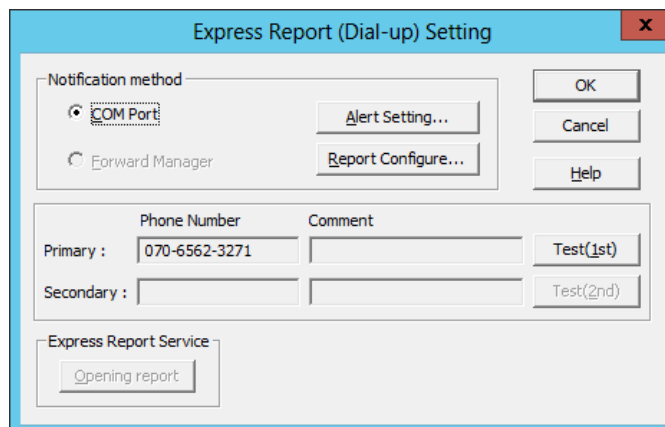 Express Report (Dial-up) Setting
x
Notification method
COM Port
Alert Setting...
OK
Cancel
Forward Manager
Report Configure...
Help
Phone Number Comment
Primary : 070-6562-3271 Test(1st)
Secondary : Test(2nd)
Express Report Service
Opening report